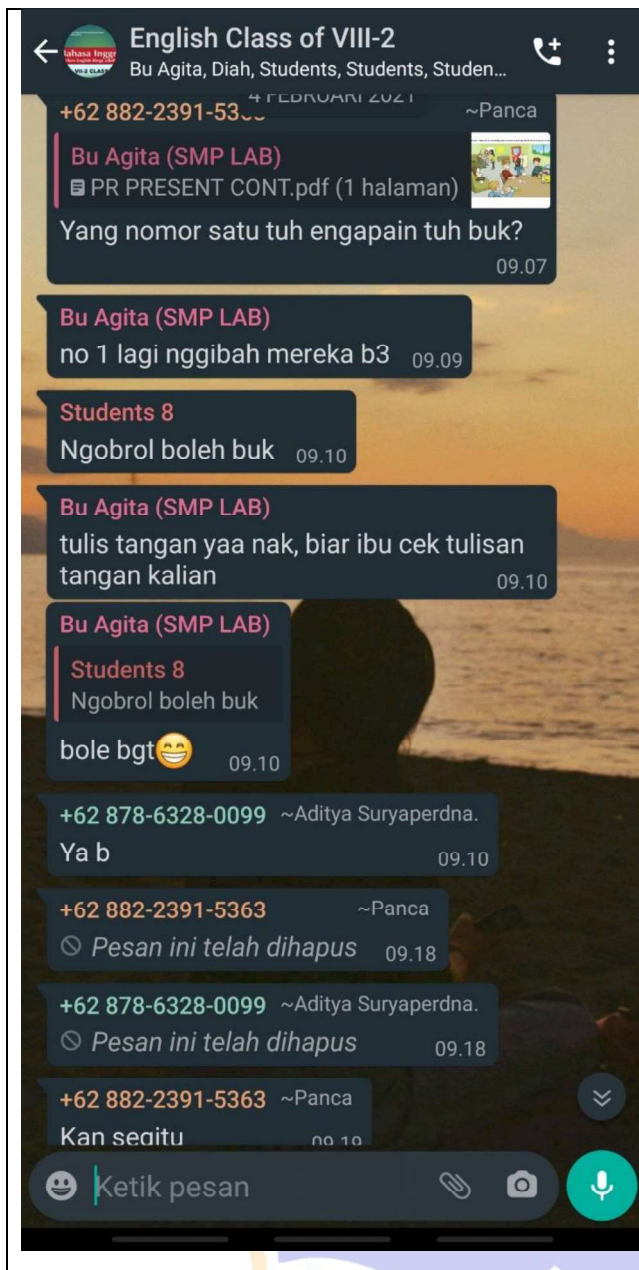 English Class of VIII-2
Bu Agita, Diah, Students, Students, Studen...
4 FEBRUARI 2021
+62 882-2391-53 ~Panca
Bu Agita (SMP LAB)
PR PRESENT CONT.pdf (1 halaman)
Yang nomor satu tuh engapain tuh buk?
09.07
Bu Agita (SMP LAB)
no 1 lagi nggibah mereka b3 09.09
Students 8
Ngobrol boleh buk 09.10
Bu Agita (SMP LAB)
tulis tangan yaa nak, biar ibu cek tulisan
tangan kalian 09.10
Bu Agita (SMP LAB)
Students 8
Ngobrol boleh buk
bole bgt😁 09.10
+62 878-6328-0099 ~Aditya Suryaperdna.
Ya b 09.10
+62 882-2391-5363 ~Panca
Pesan ini telah dihapus 09.18
+62 878-6328-0099 ~Aditya Suryaperdna.
Pesan ini telah dihapus 09.18
+62 882-2391-5363 ~Panca
Kan segitu 09.19
Ketik pesan